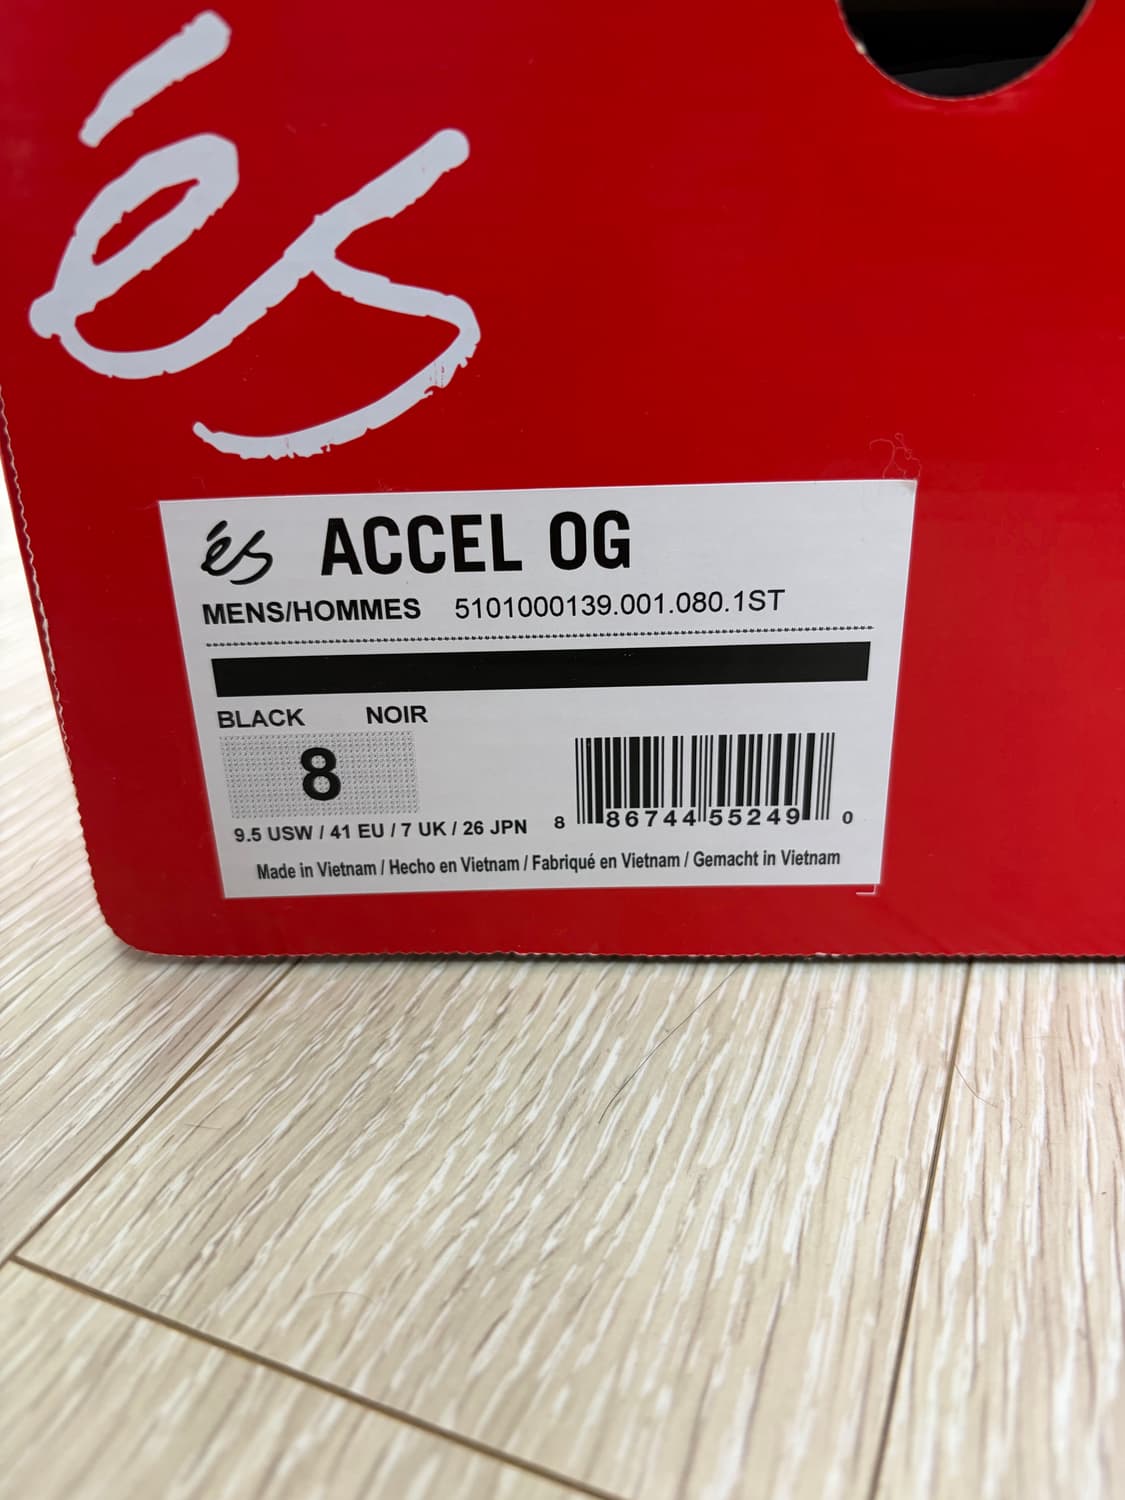 és
és ACCEL OG
MENS/HOMMES 5101000139.001.080.1ST
BLACK NOIR
8
9.5 USW / 41 EU / 7 UK / 26 JPN
8 86744 55249 0
Made in Vietnam / Hecho en Vietnam / Fabriqué en Vietnam / Gemacht in Vietnam